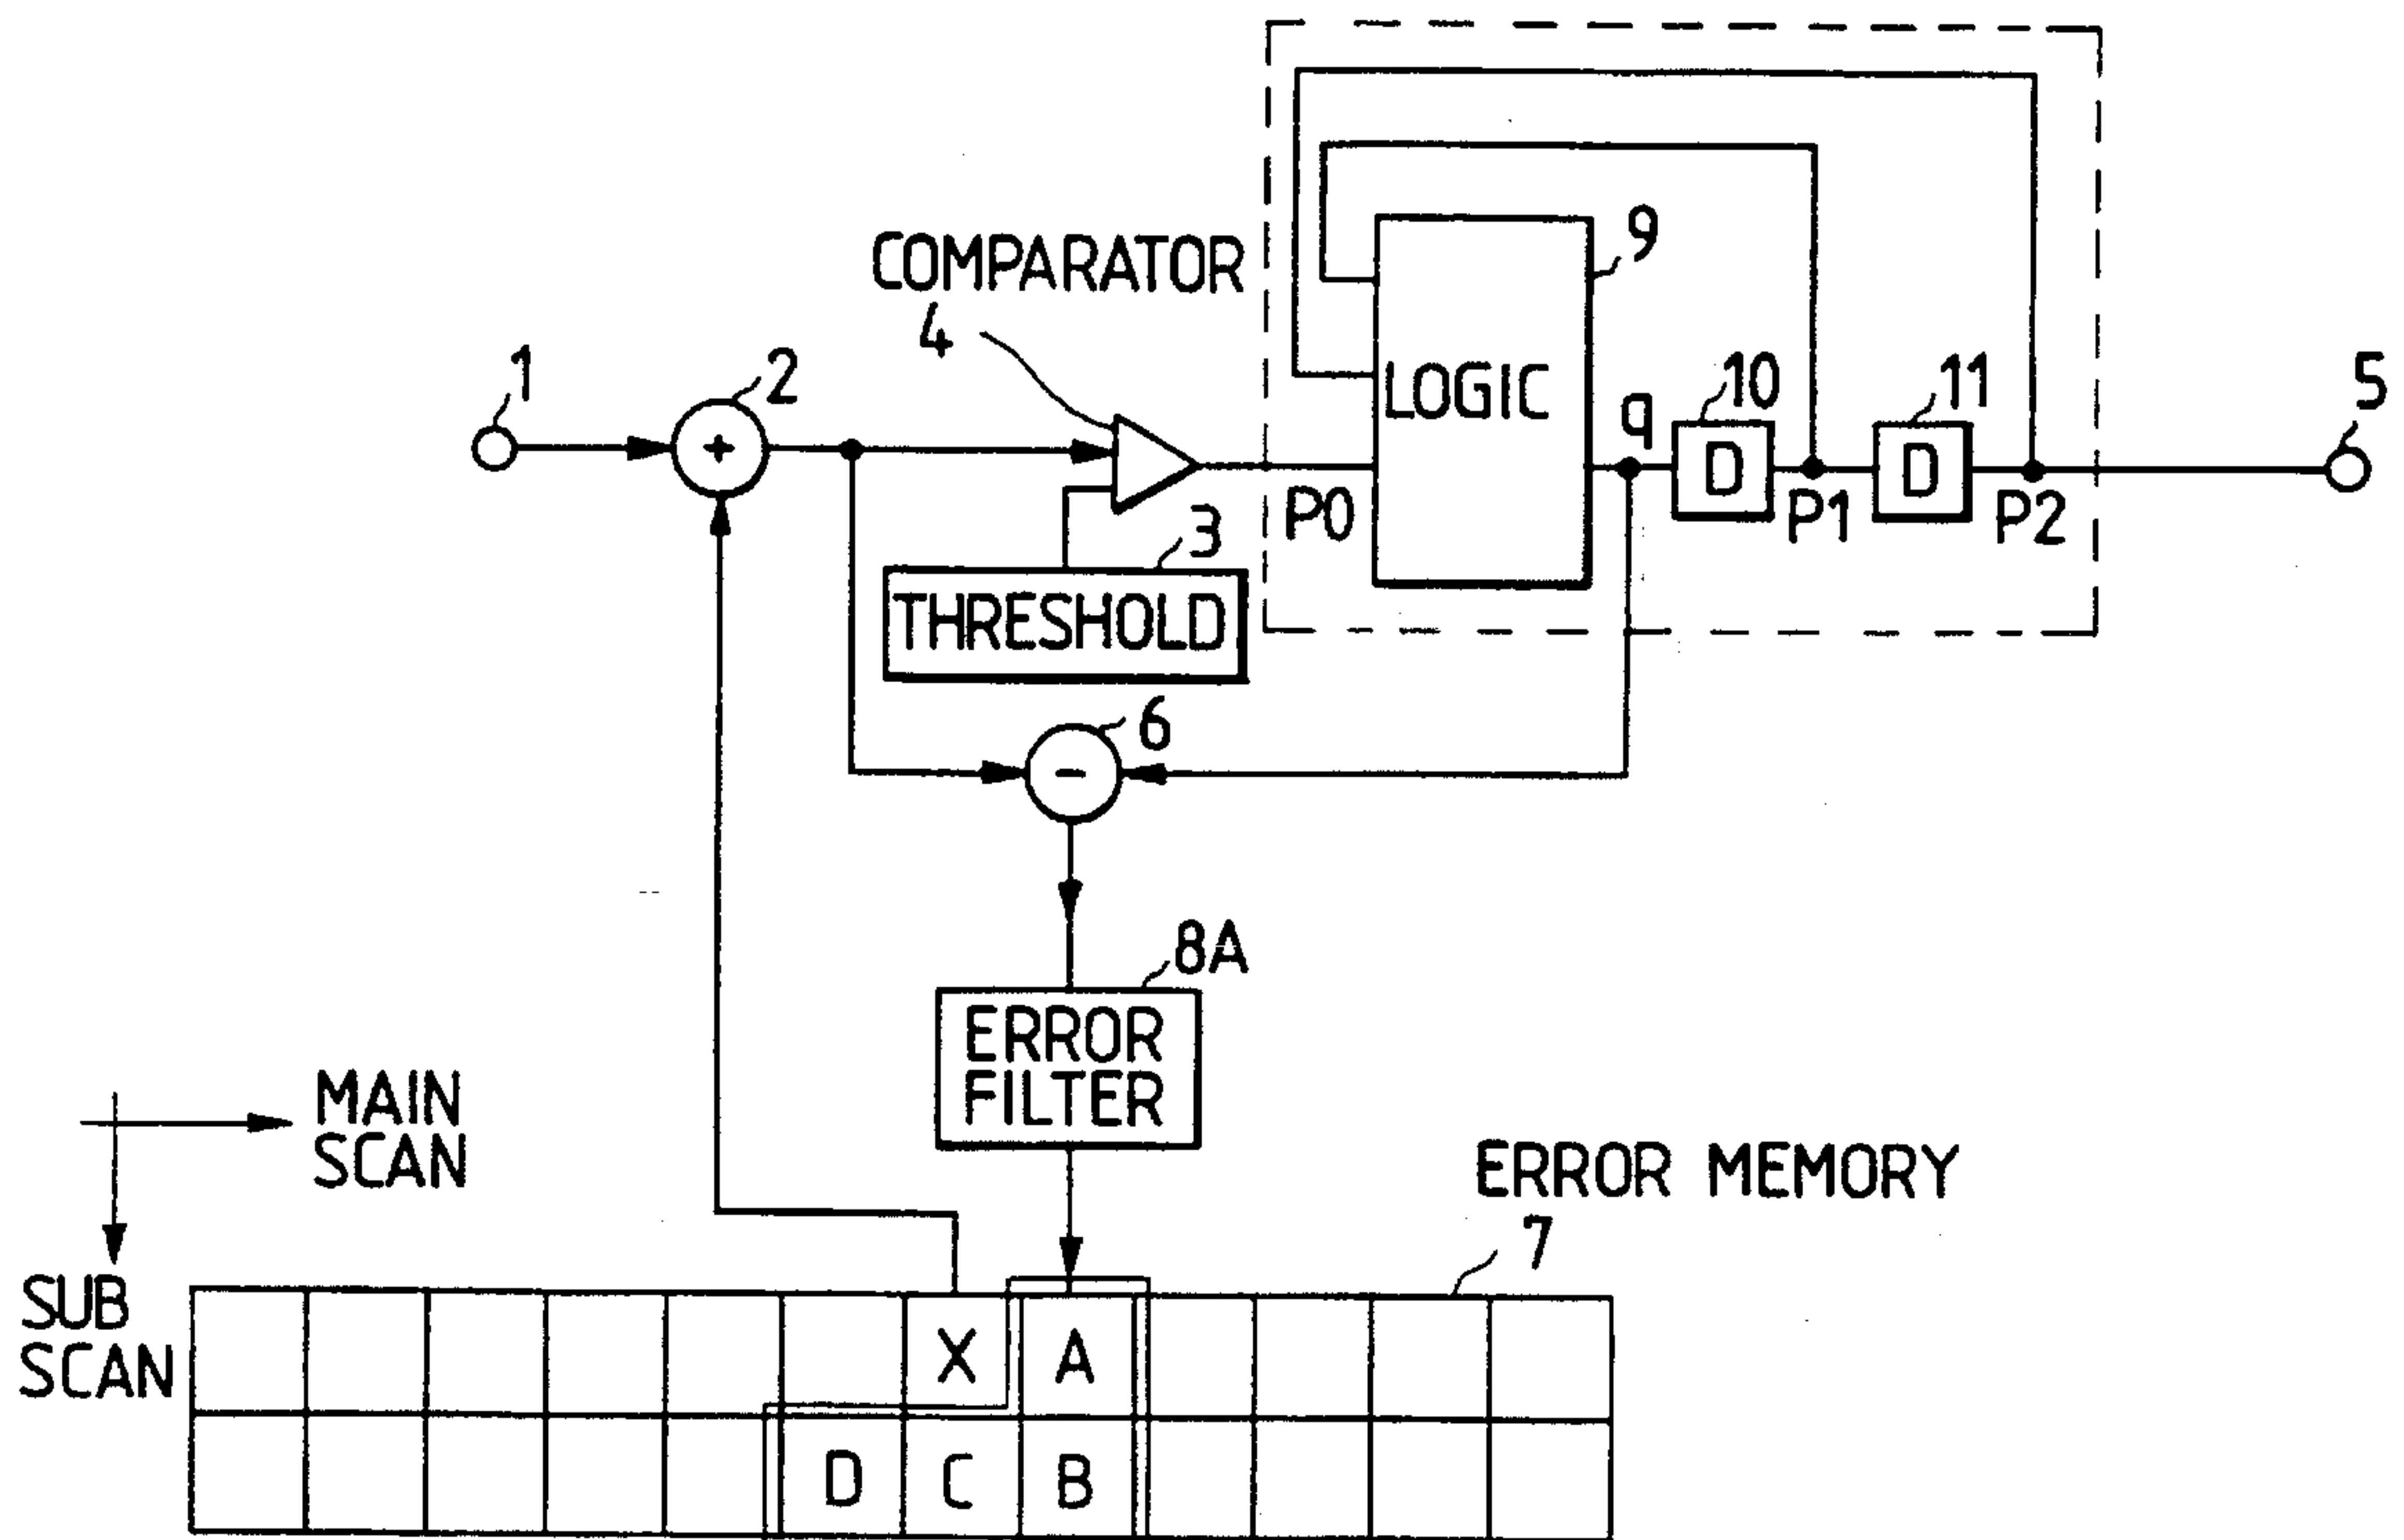 COMPARATOR
4
9
1
2
LOGIC
q
10
D
P1
11
D
P2
5
P0
3
THRESHOLD
+
6
-
8A
ERROR
FILTER
MAIN
SCAN
ERROR MEMORY
7
SUB
SCAN
X
A
D
C
B